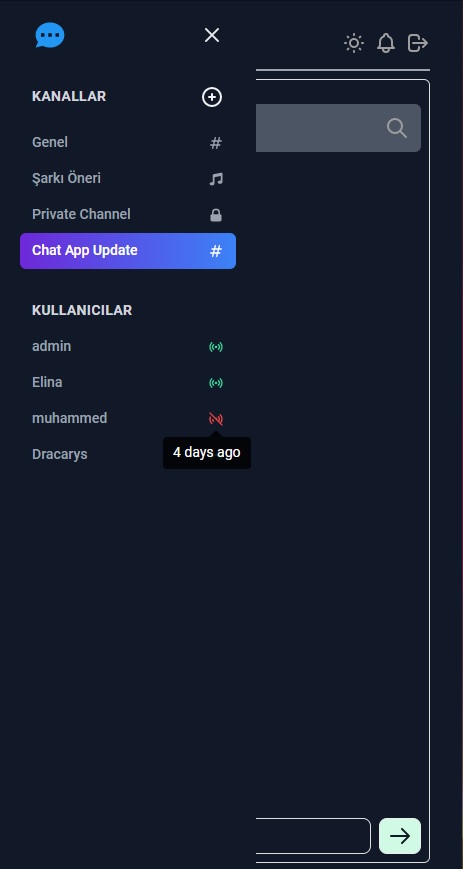 KANALLAR
Genel
Şarkı Öneri
Private Channel
Chat App Update
KULLANICILAR
admin
Elina
muhammed
Dracarys
4 days ago